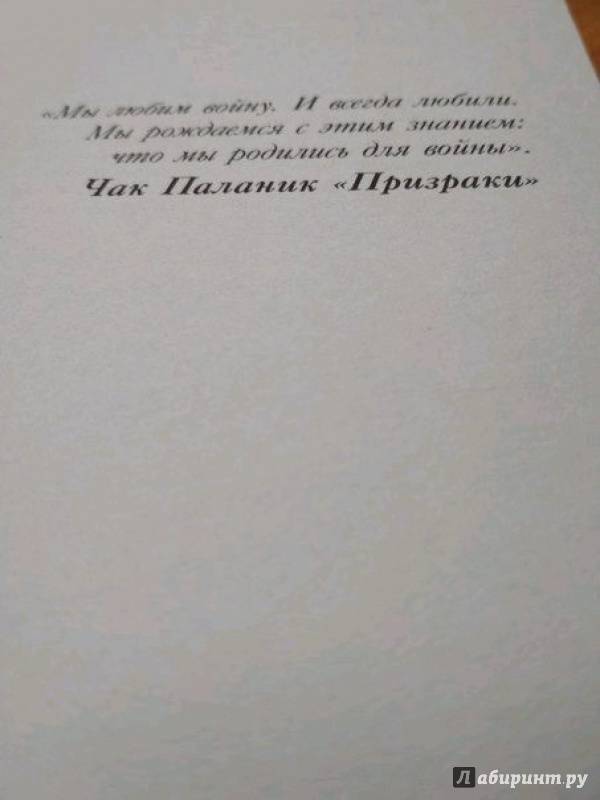 «Мы любим войну. И всегда любили.
Мы рождаемся с этим знанием:
что мы родились для войны».
Чак Паланик «Призраки»
Лабиринт.ру